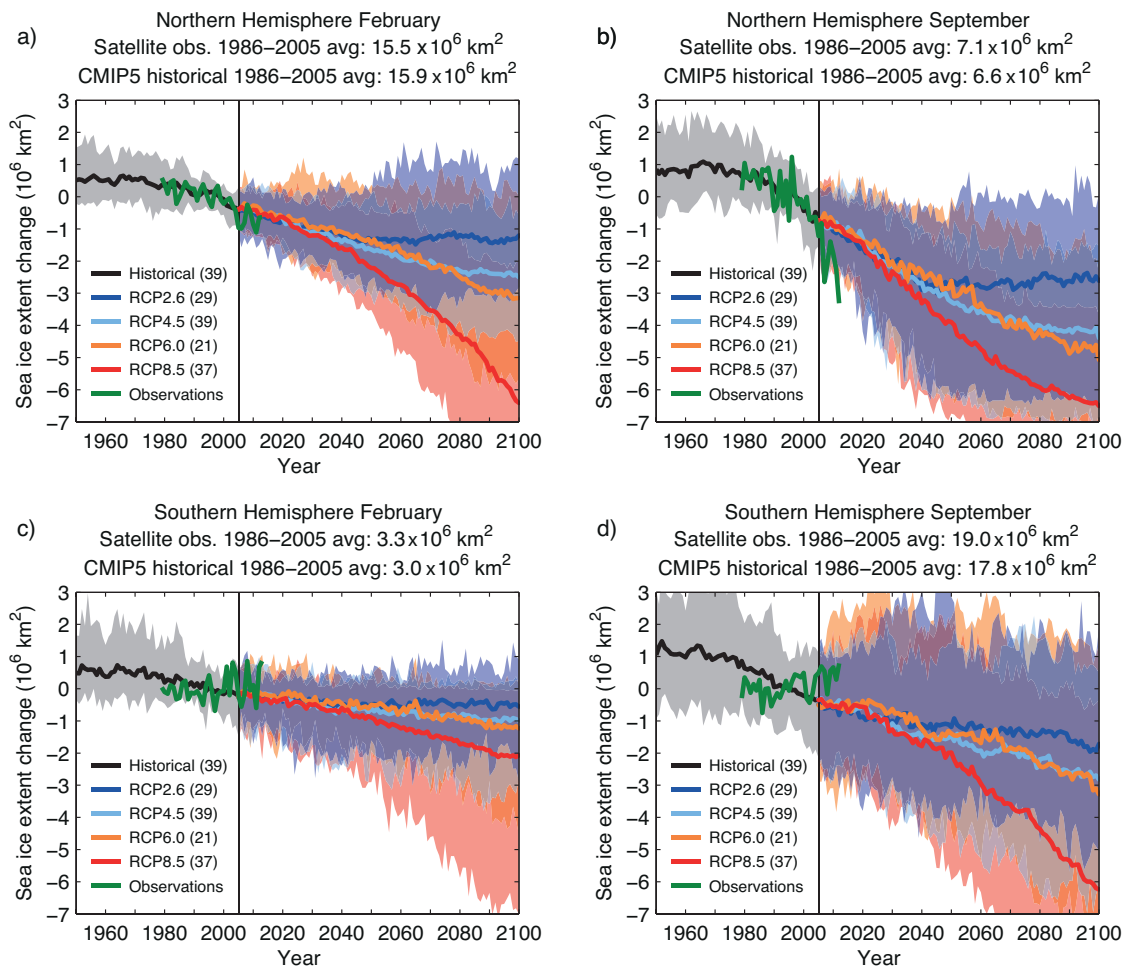 a)
Northern Hemisphere February
Satellite obs. 1986–2005 avg: 15.5 x 10⁶ km²
CMIP5 historical 1986–2005 avg: 15.9 x 10⁶ km²
Sea ice extent change (10⁶ km²)
3
2
1
0
−1
−2
−3
−4
−5
−6
−7
Historical (39)
RCP2.6 (29)
RCP4.5 (39)
RCP6.0 (21)
RCP8.5 (37)
Observations
1960 1980 2000 2020 2040 2060 2080 2100
Year
b)
Northern Hemisphere September
Satellite obs. 1986–2005 avg: 7.1 x 10⁶ km²
CMIP5 historical 1986–2005 avg: 6.6 x 10⁶ km²
Sea ice extent change (10⁶ km²)
3
2
1
0
−1
−2
−3
−4
−5
−6
−7
Historical (39)
RCP2.6 (29)
RCP4.5 (39)
RCP6.0 (21)
RCP8.5 (37)
Observations
1960 1980 2000 2020 2040 2060 2080 2100
Year
c)
Southern Hemisphere February
Satellite obs. 1986–2005 avg: 3.3 x 10⁶ km²
CMIP5 historical 1986–2005 avg: 3.0 x 10⁶ km²
Sea ice extent change (10⁶ km²)
3
2
1
0
−1
−2
−3
−4
−5
−6
−7
Historical (39)
RCP2.6 (29)
RCP4.5 (39)
RCP6.0 (21)
RCP8.5 (37)
Observations
1960 1980 2000 2020 2040 2060 2080 2100
Year
d)
Southern Hemisphere September
Satellite obs. 1986–2005 avg: 19.0 x 10⁶ km²
CMIP5 historical 1986–2005 avg: 17.8 x 10⁶ km²
Sea ice extent change (10⁶ km²)
3
2
1
0
−1
−2
−3
−4
−5
−6
−7
Historical (39)
RCP2.6 (29)
RCP4.5 (39)
RCP6.0 (21)
RCP8.5 (37)
Observations
1960 1980 2000 2020 2040 2060 2080 2100
Year